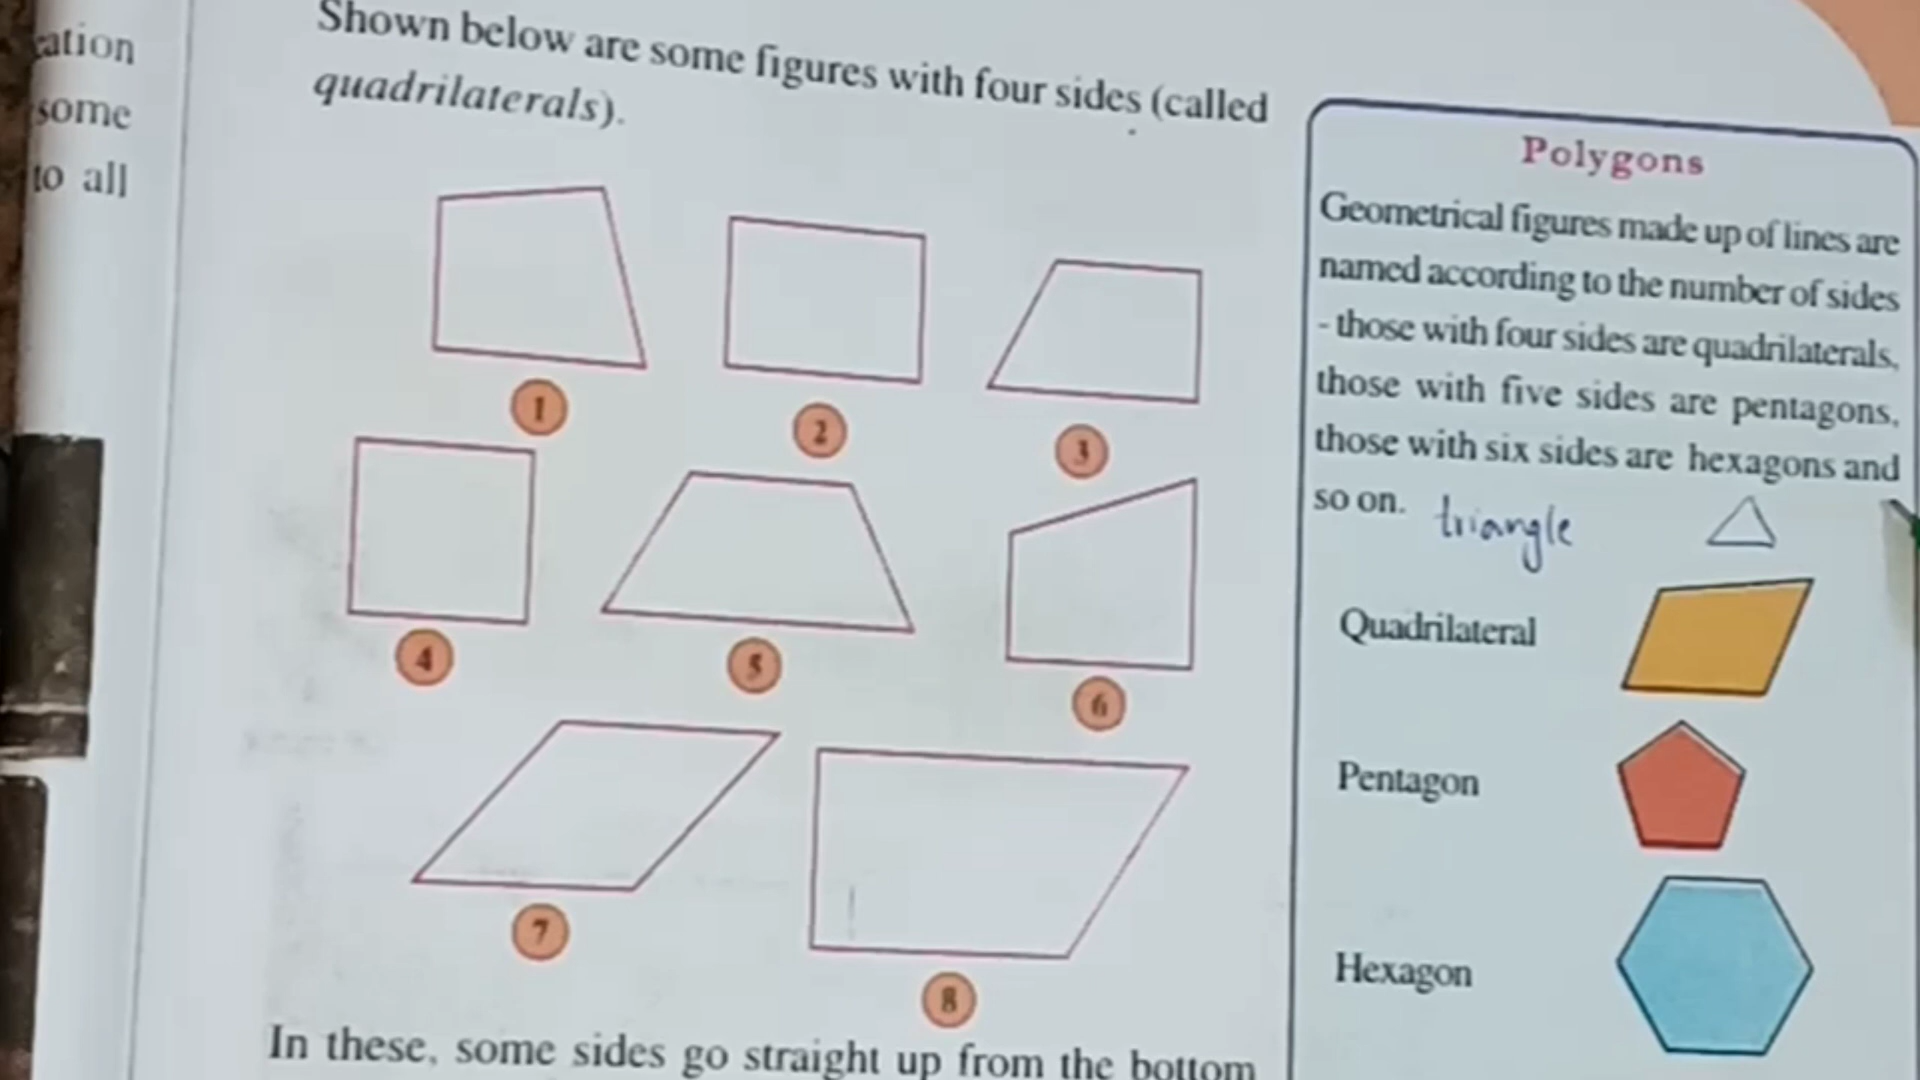 ation
some
to all
Shown below are some figures with four sides (called
quadrilaterals).
1
2
3
4
5
6
7
8
In these, some sides go straight up from the bottom
Polygons
Geometrical figures made up of lines are
named according to the number of sides
- those with four sides are quadrilaterals,
those with five sides are pentagons,
those with six sides are hexagons and
so on. triangle
Quadrilateral
Pentagon
Hexagon